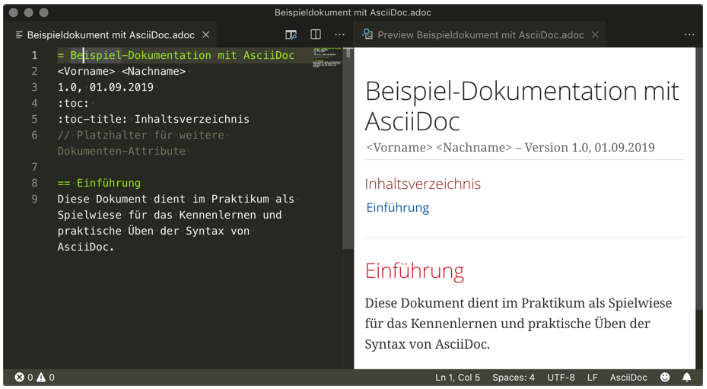 Beispieldokument mit AsciiDoc.adoc
Beispieldokument mit AsciiDoc.adoc ×
1 = Beispiel-Dokumentation mit AsciiDoc
2 <Vorname> <Nachname>
3 1.0, 01.09.2019
4 :toc:
5 :toc-title: Inhaltsverzeichnis
6 // Platzhalter für weitere
Dokumenten-Attribute
7
8 == Einführung
9 Diese Dokument dient im Praktikum als
Spielwiese für das Kennenlernen und
praktische Üben der Syntax von
AsciiDoc.
Preview Beispieldokument mit AsciiDoc.adoc ×
Beispiel-Dokumentation mit
AsciiDoc
<Vorname> <Nachname> – Version 1.0, 01.09.2019
Inhaltsverzeichnis
Einführung
Einführung
Diese Dokument dient im Praktikum als Spielwiese
für das Kennenlernen und praktische Üben der
Syntax von AsciiDoc.
0 0 Ln 1, Col 5 Spaces: 4 UTF-8 LF AsciiDoc